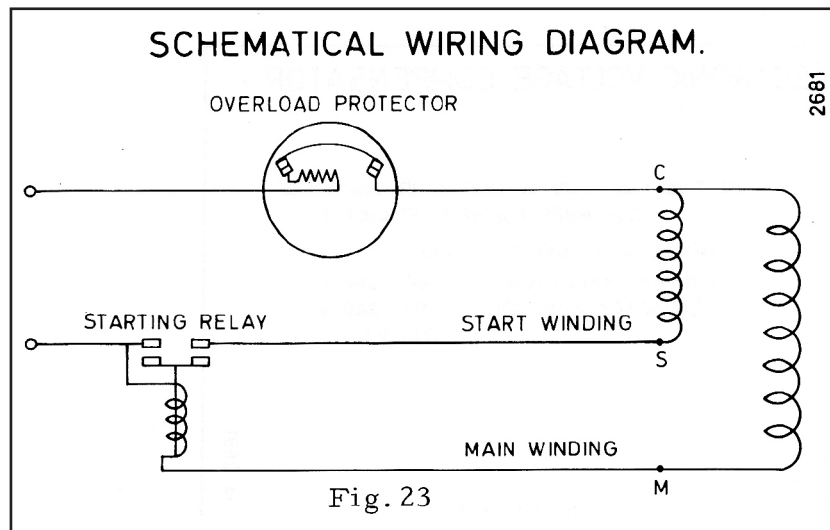 SCHEMATICAL WIRING DIAGRAM.
2681
OVERLOAD PROTECTOR
C
STARTING RELAY
START WINDING
S
MAIN WINDING
M
Fig. 23